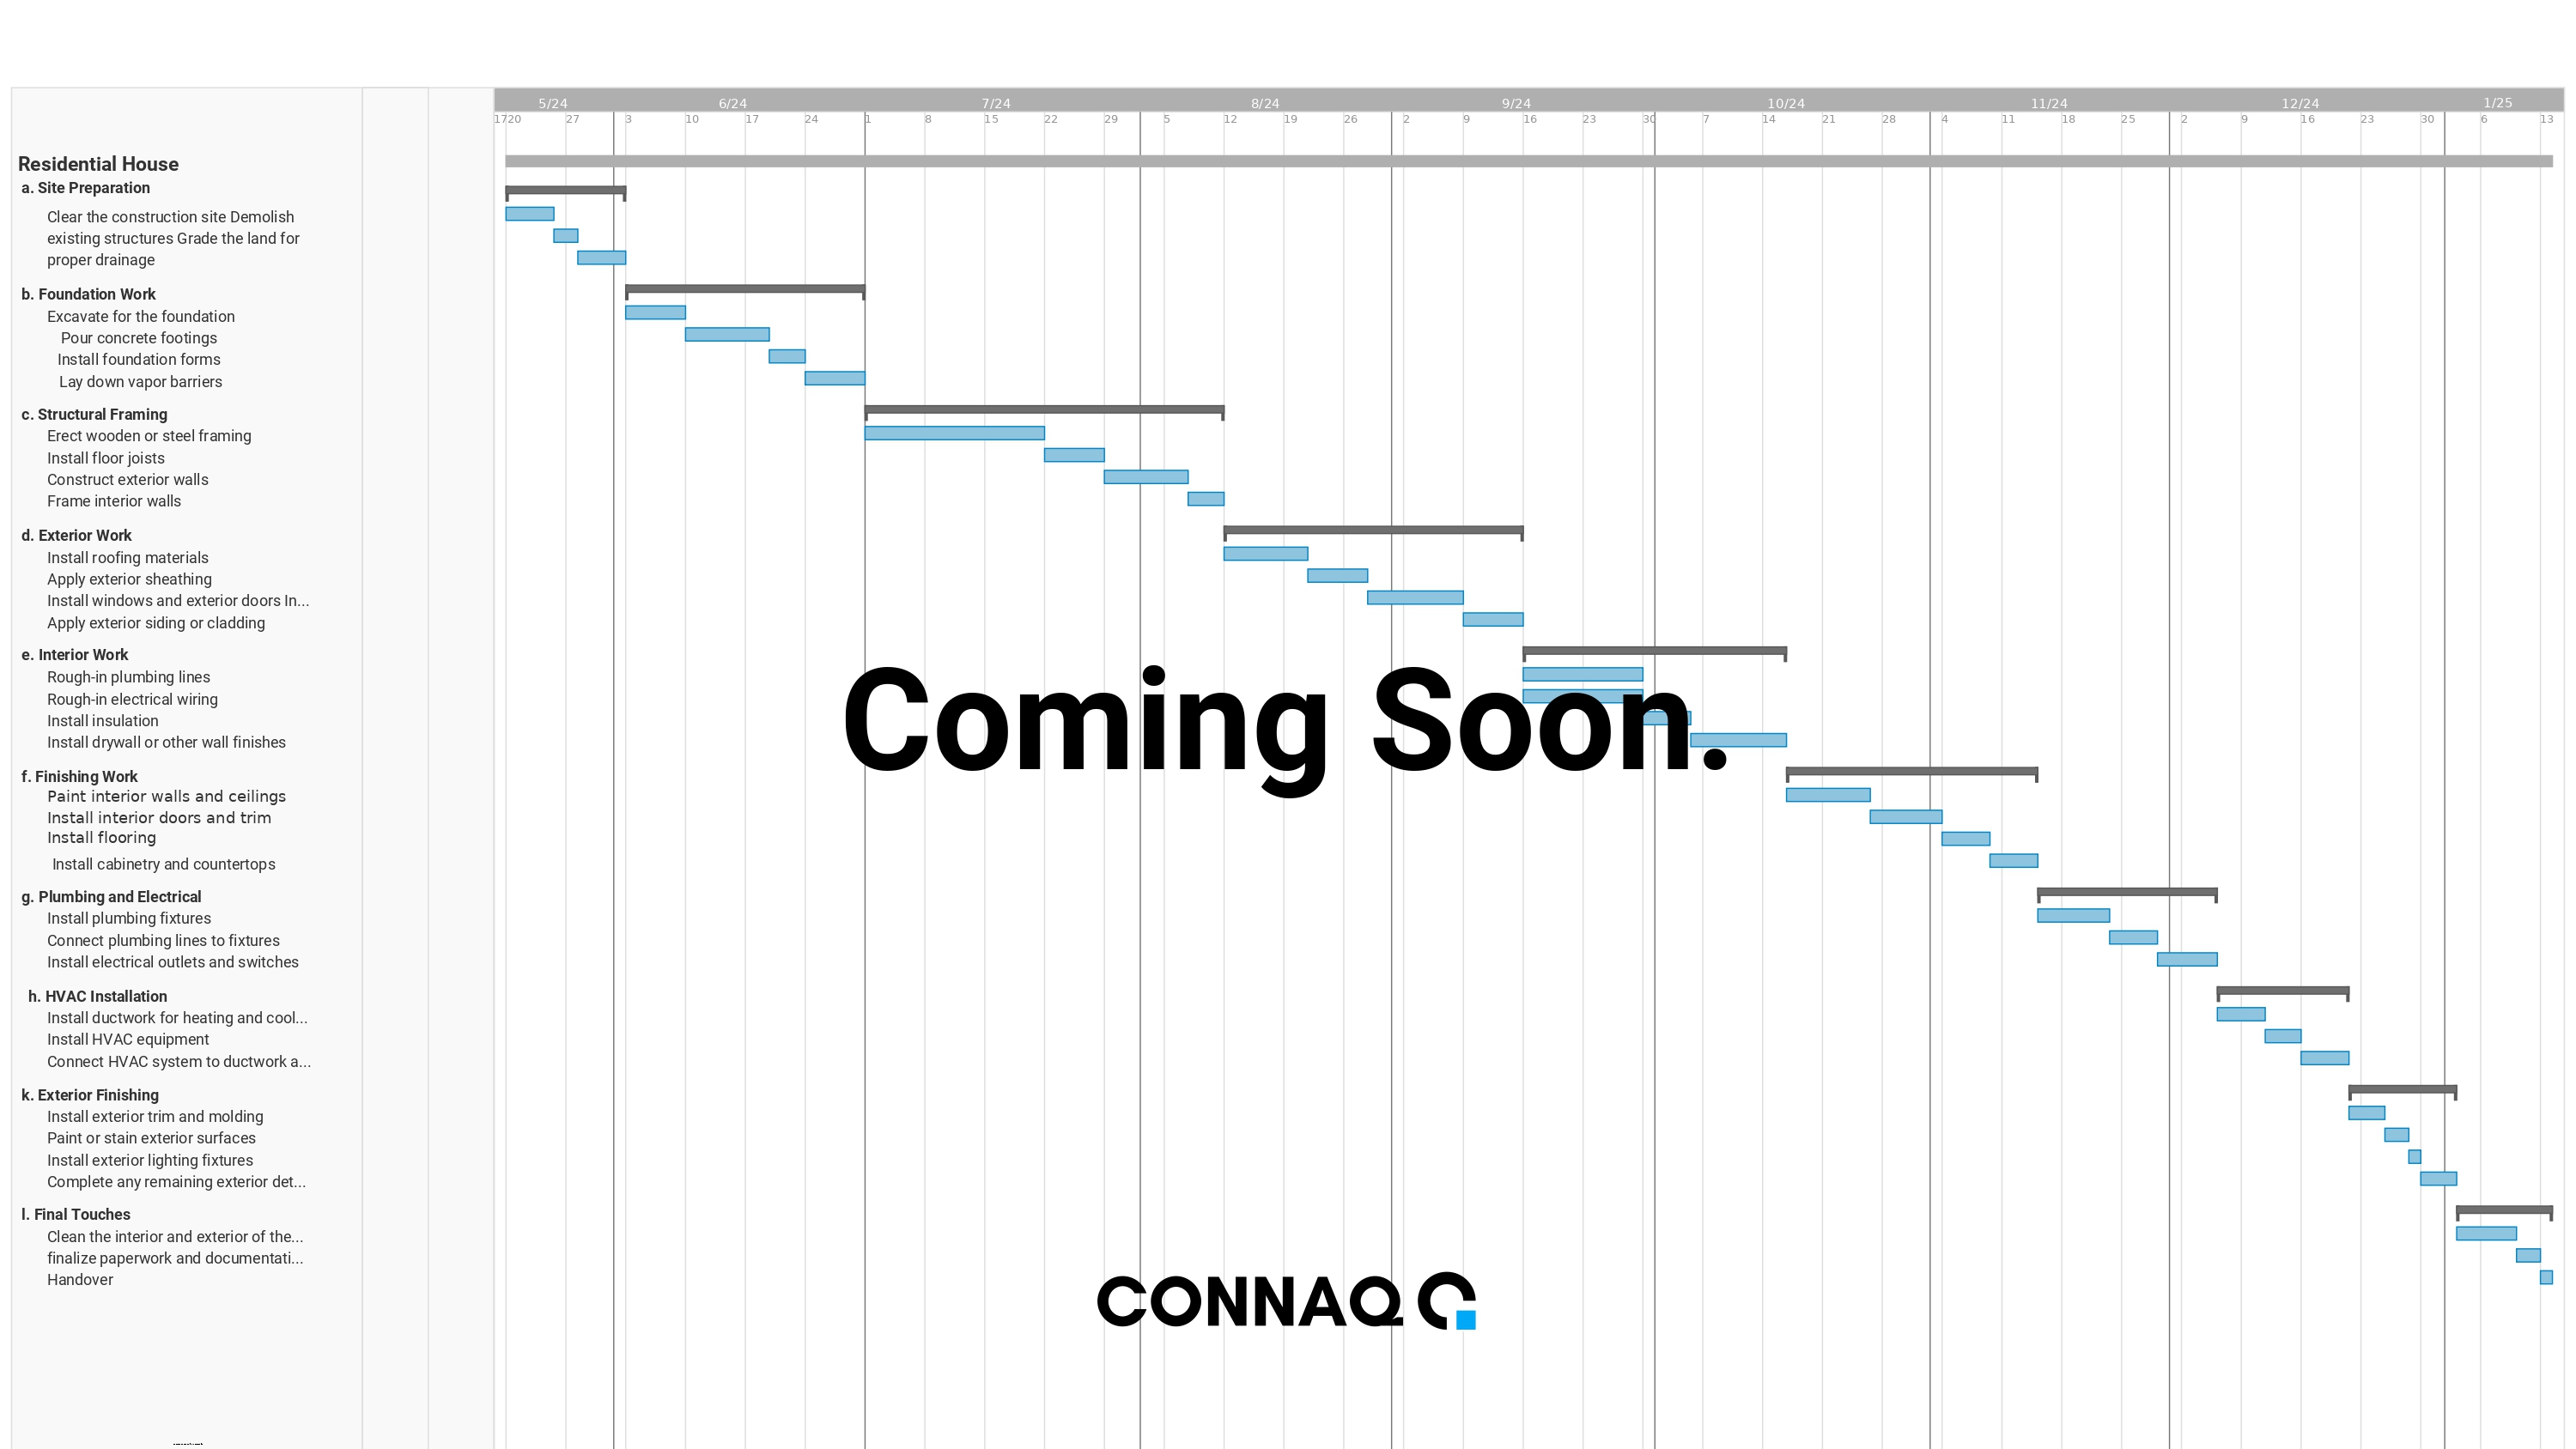 5/24 6/24 7/24 8/24 9/24 10/24 11/24 12/24 1/25
1720 27 3 10 17 24 1 8 15 22 29 5 12 19 26 2 9 16 23 30 7 14 21 28 4 11 18 25 2 9 16 23 30 6 13
Residential House
a. Site Preparation
Clear the construction site Demolish
existing structures Grade the land for
proper drainage
b. Foundation Work
Excavate for the foundation
Pour concrete footings
Install foundation forms
Lay down vapor barriers
c. Structural Framing
Erect wooden or steel framing
Install floor joists
Construct exterior walls
Frame interior walls
d. Exterior Work
Install roofing materials
Apply exterior sheathing
Install windows and exterior doors In...
Apply exterior siding or cladding
e. Interior Work
Rough-in plumbing lines
Rough-in electrical wiring
Install insulation
Install drywall or other wall finishes
Coming Soon.
f. Finishing Work
Paint interior walls and ceilings
Install interior doors and trim
Install flooring
Install cabinetry and countertops
g. Plumbing and Electrical
Install plumbing fixtures
Connect plumbing lines to fixtures
Install electrical outlets and switches
h. HVAC Installation
Install ductwork for heating and cool...
Install HVAC equipment
Connect HVAC system to ductwork a...
k. Exterior Finishing
Install exterior trim and molding
Paint or stain exterior surfaces
Install exterior lighting fixtures
Complete any remaining exterior det...
l. Final Touches
Clean the interior and exterior of the...
finalize paperwork and documentati...
Handover
CONNAQ